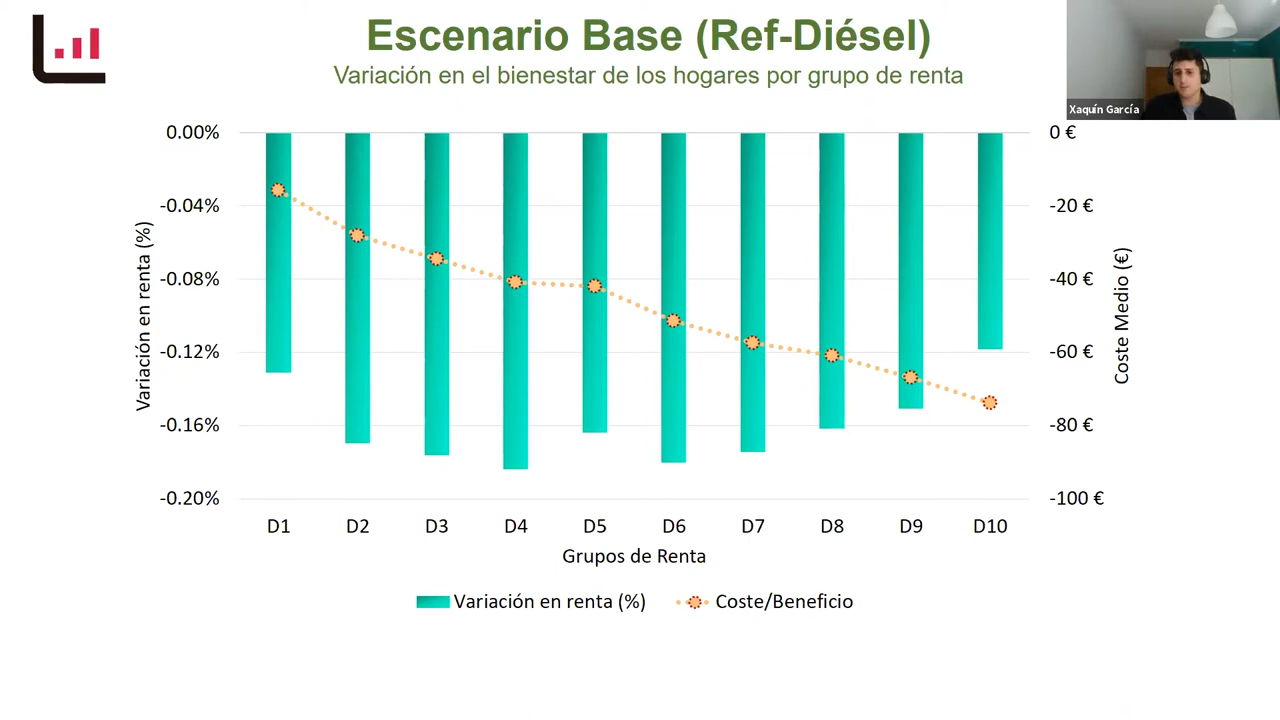 Escenario Base (Ref-Diésel)
Variación en el bienestar de los hogares por grupo de renta
Xaquín García
0.00%
-0.04%
-0.08%
-0.12%
-0.16%
-0.20%
Variación en renta (%)
0 €
-20 €
-40 €
-60 €
-80 €
-100 €
Coste Medio (€)
D1 D2 D3 D4 D5 D6 D7 D8 D9 D10
Grupos de Renta
Variación en renta (%) Coste/Beneficio